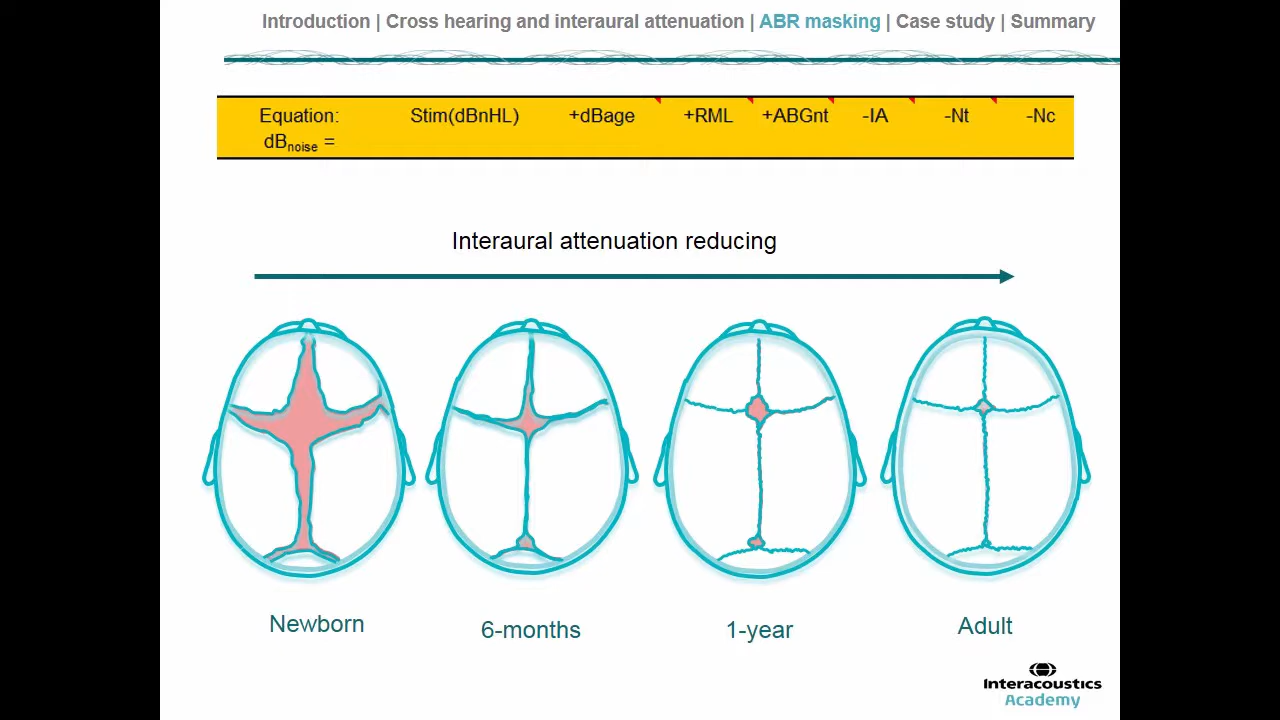 Introduction | Cross hearing and interaural attenuation | ABR masking | Case study | Summary
Equation: Stim(dBnHL) +dBage +RML +ABGnt -IA -Nt -Nc
dBnoise =
Interaural attenuation reducing
Newborn 6-months 1-year Adult
Interacoustics
Academy